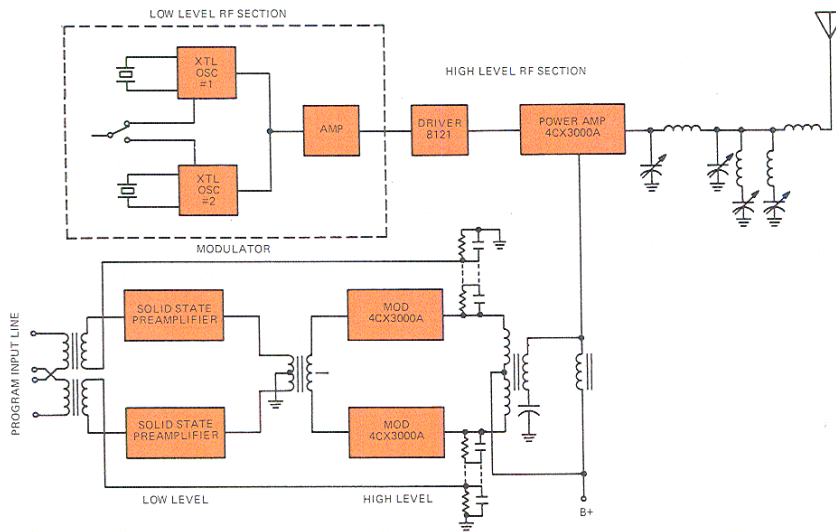 LOW LEVEL RF SECTION
XTL
OSC
#1
HIGH LEVEL RF SECTION
AMP
DRIVER
8121
POWER AMP
4CX3000A
XTL
OSC
#2
MODULATOR
PROGRAM INPUT LINE
SOLID STATE
PREAMPLIFIER
MOD
4CX3000A
SOLID STATE
PREAMPLIFIER
MOD
4CX3000A
LOW LEVEL
HIGH LEVEL
B+